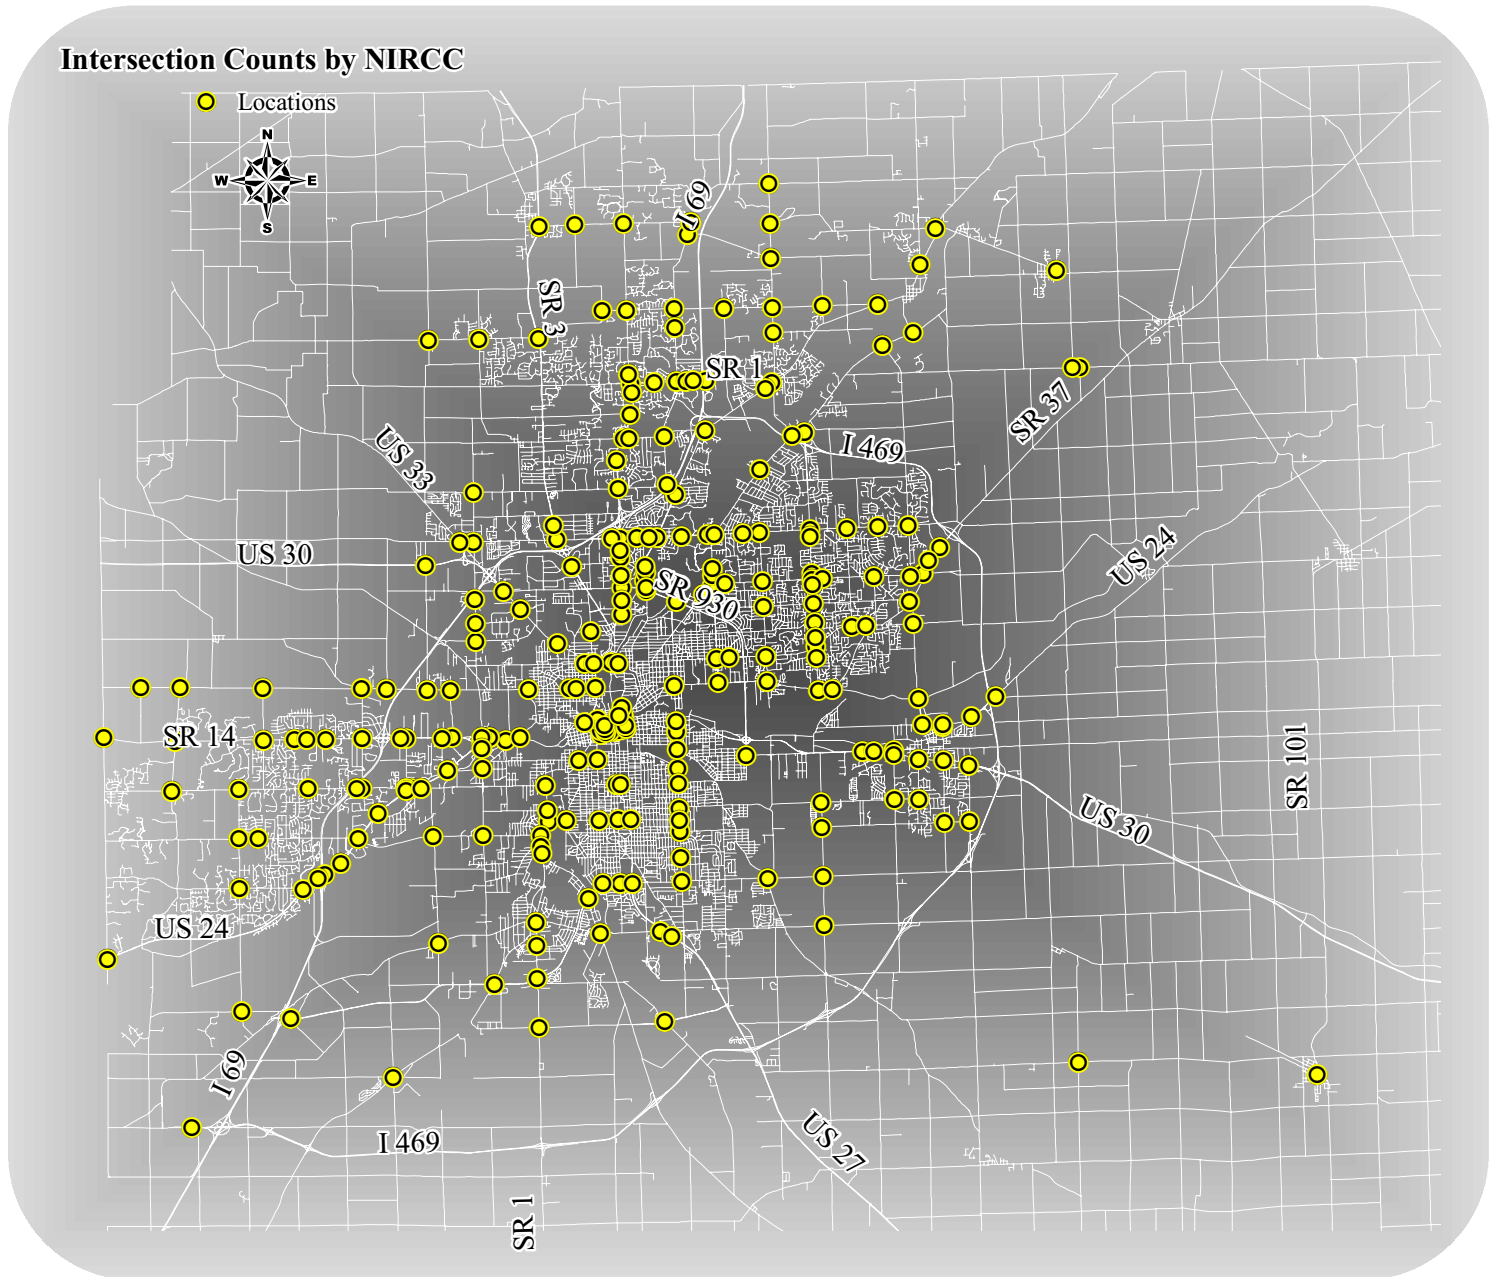 Intersection Counts by NIRCC
Locations
N
W E
S
I 69
SR 3
SR 1
SR 37
US 33
I 469
US 30
US 24
SR 930
SR 14
SR 101
US 30
US 24
I 69
I 469
US 27
SR 1